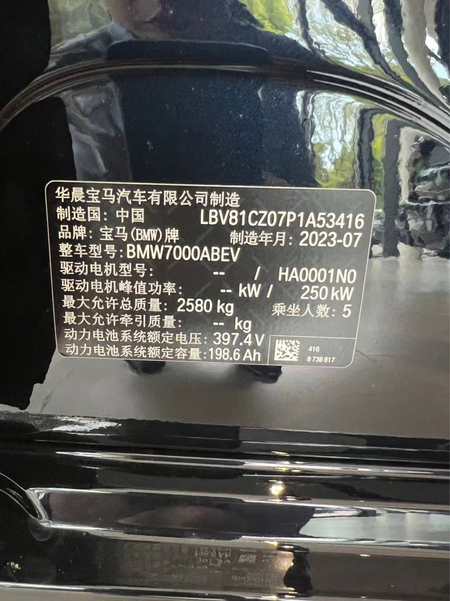 华晨宝马汽车有限公司制造
制造国: 中国 LBV81CZ07P1A53416
品牌: 宝马(BMW)牌 制造年月: 2023-07
整车型号: BMW7000ABEV
驱动电机型号: -- / HA0001N0
驱动电机峰值功率: -- kW / 250 kW
最大允许总质量: 2580 kg 乘坐人数: 5
最大允许牵引质量: -- kg
动力电池系统额定电压: 397.4V
动力电池系统额定容量: 198.6Ah
416
8 738 817